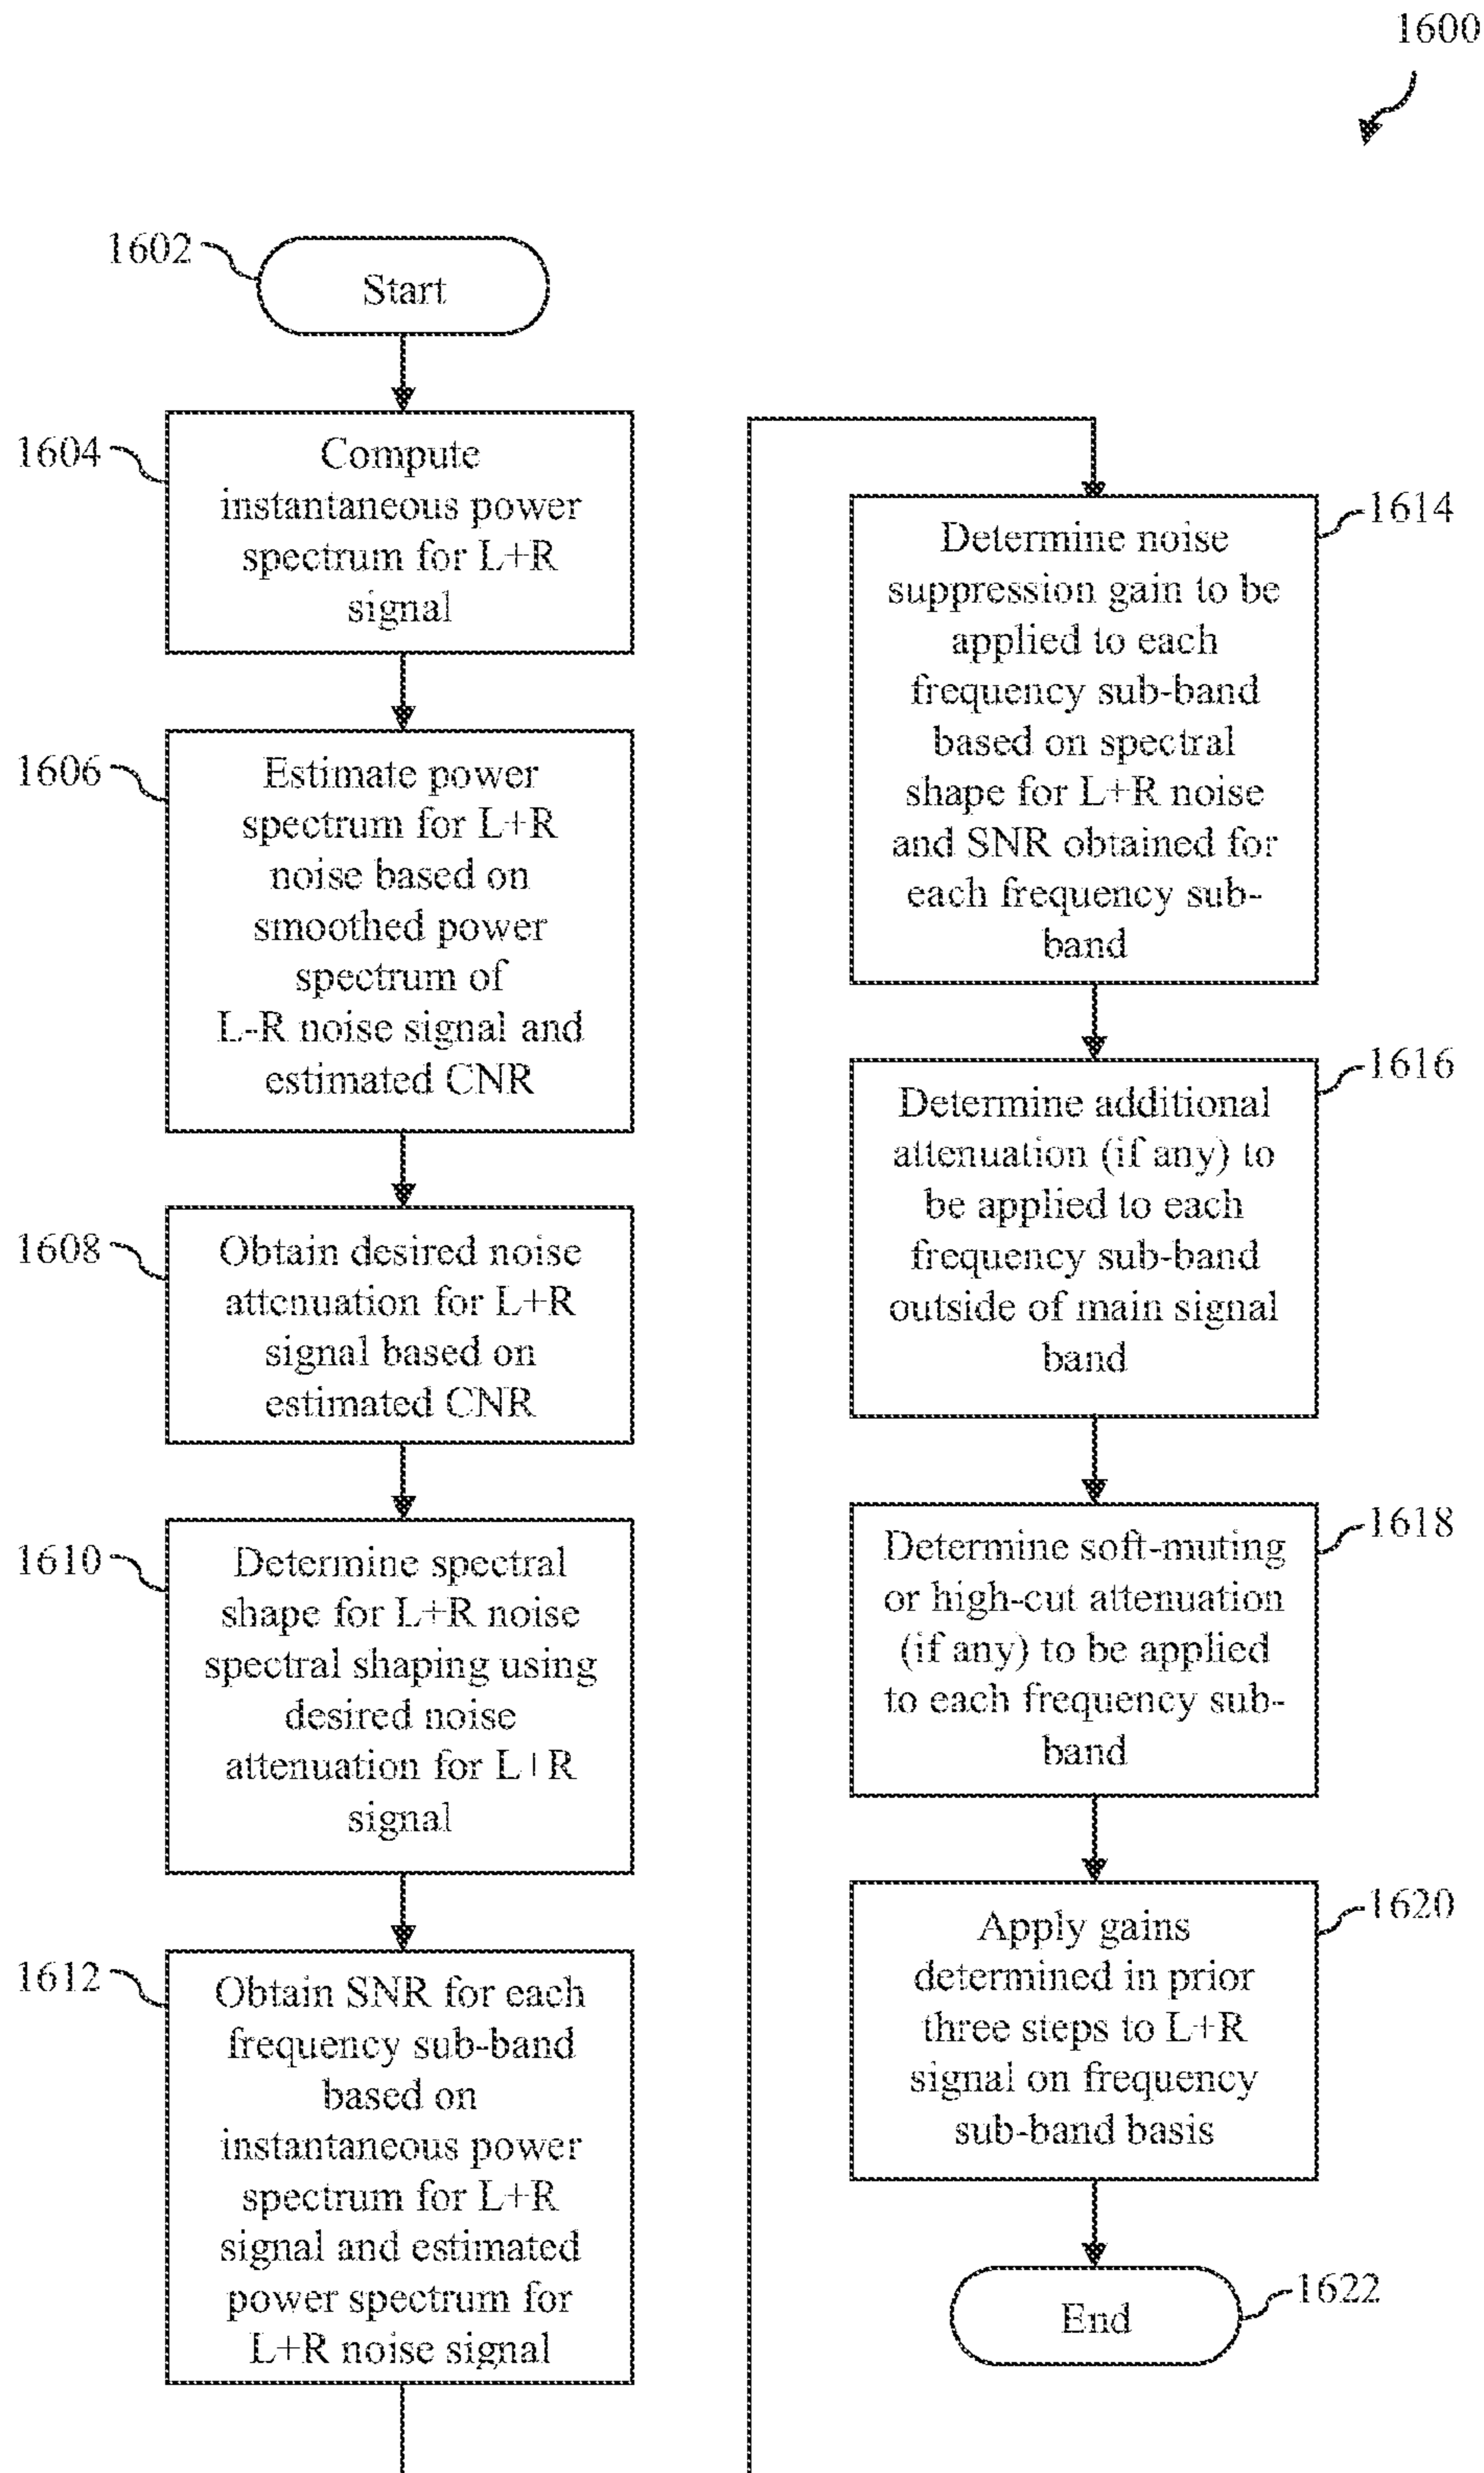 1600
1602
Start
1604
Compute
instantaneous power
spectrum for L+R
signal
1606
Estimate power
spectrum for L+R
noise based on
smoothed power
spectrum of
L-R noise signal and
estimated CNR
1608
Obtain desired noise
attenuation for L+R
signal based on
estimated CNR
1610
Determine spectral
shape for L+R noise
spectral shaping using
desired noise
attenuation for L+R
signal
1612
Obtain SNR for each
frequency sub-band
based on
instantaneous power
spectrum for L+R
signal and estimated
power spectrum for
L+R noise signal
1614
Determine noise
suppression gain to be
applied to each
frequency sub-band
based on spectral
shape for L+R noise
and SNR obtained for
each frequency sub-
band
1616
Determine additional
attenuation (if any) to
be applied to each
frequency sub-band
outside of main signal
band
1618
Determine soft-muting
or high-cut attenuation
(if any) to be applied
to each frequency sub-
band
1620
Apply gains
determined in prior
three steps to L+R
signal on frequency
sub-band basis
1622
End